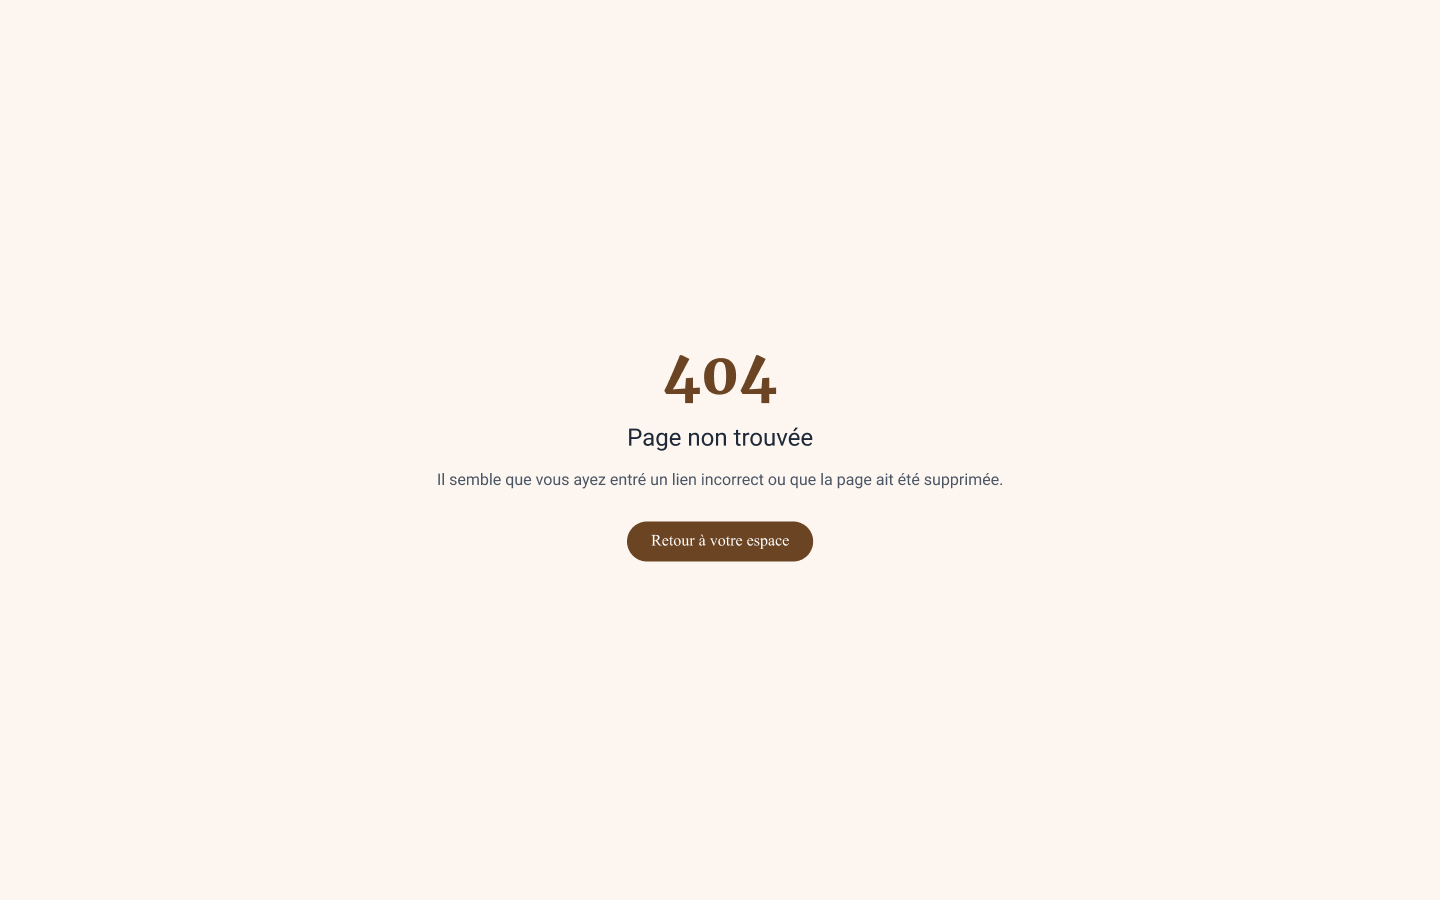 404
Page non trouvée
Il semble que vous ayez entré un lien incorrect ou que la page ait été supprimée.
Retour à votre espace